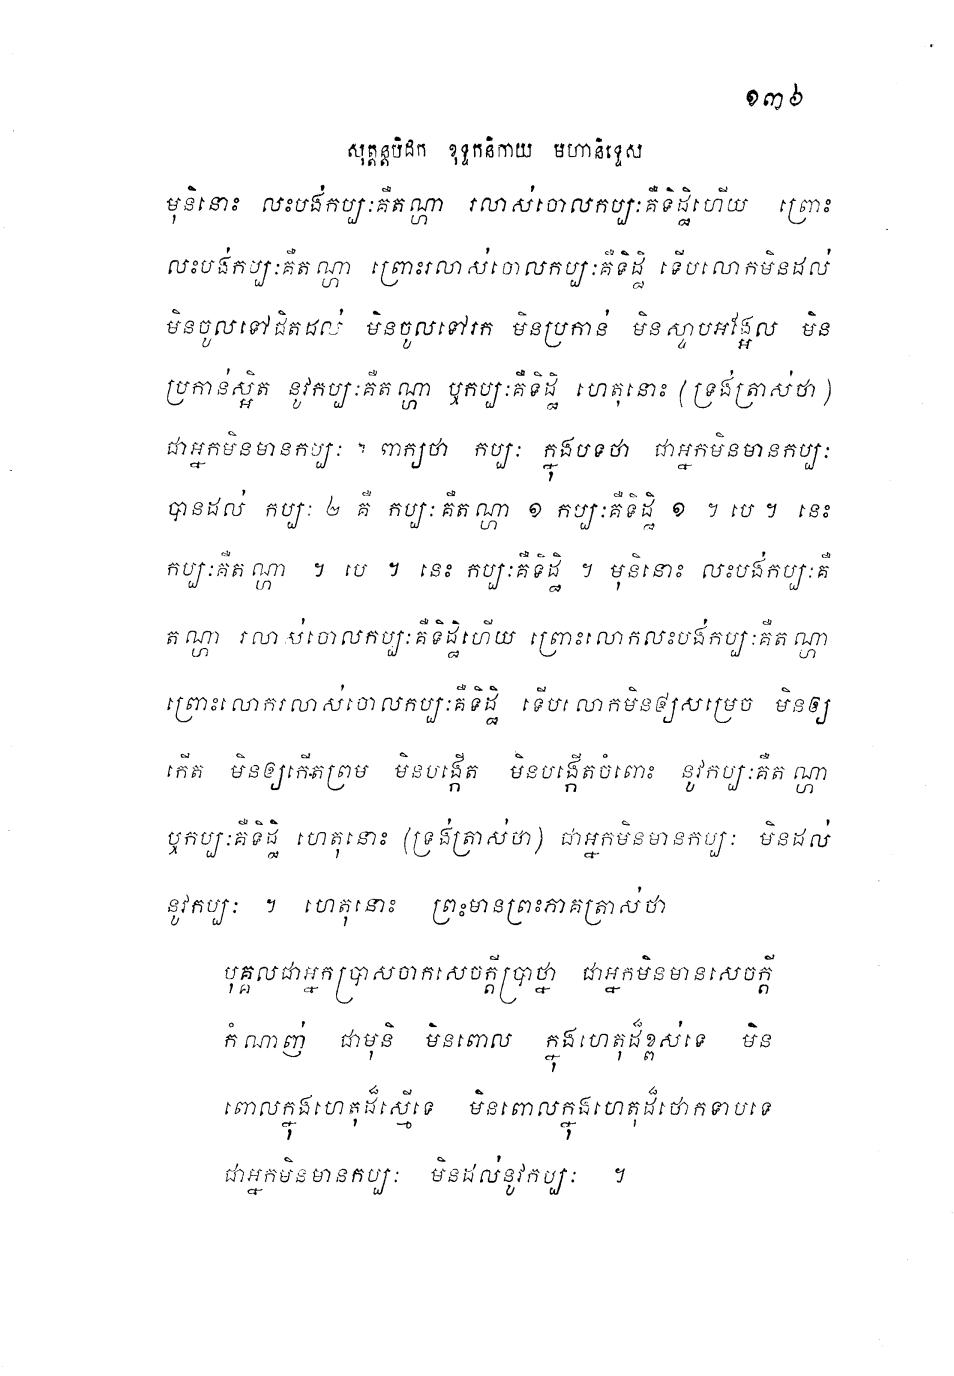 ១៣៦
សុត្តន្តបិដក ខុទ្ទកនិកាយ មហានិទ្ទេស
មុនិនោះ លះបង់កប្បៈគឺតណ្ហា រលាស់ចោលកប្បៈគឺទិដ្ឋិហើយ ព្រោះ
លះបង់កប្បៈគឺតណ្ហា ព្រោះរលាស់ចោលកប្បៈគឺទិដ្ឋិ ទើបលោកមិនដល់
មិនចូលទៅជិតដល់ មិនចូលទៅរក មិនប្រកាន់ មិនស្ទាបអង្អែល មិន
ប្រកាន់ស្អិត នូវកប្បៈគឺតណ្ហា ឬកប្បៈគឺទិដ្ឋិ ហេតុនោះ (ទ្រង់ត្រាស់ថា)
ជាអ្នកមិនមានកប្បៈ ។ ពាក្យថា កប្បៈ ក្នុងបទថា ជាអ្នកមិនមានកប្បៈ
បានដល់ កប្បៈ ២ គឺ កប្បៈគឺតណ្ហា ១ កប្បៈគឺទិដ្ឋិ ១ ។ បេ ។ នេះ
កប្បៈគឺតណ្ហា ។ បេ ។ នេះ កប្បៈគឺទិដ្ឋិ ។ មុនិនោះ លះបង់កប្បៈគឺ
តណ្ហា រលាស់ចោលកប្បៈគឺទិដ្ឋិហើយ ព្រោះលោកលះបង់កប្បៈគឺតណ្ហា
ព្រោះលោករលាស់ចោលកប្បៈគឺទិដ្ឋិ ទើបលោកមិនឲ្យសម្រេច មិនឲ្យ
កើត មិនឲ្យកើតព្រម មិនបង្កើត មិនបង្កើតចំពោះ នូវកប្បៈគឺតណ្ហា
ឬកប្បៈគឺទិដ្ឋិ ហេតុនោះ (ទ្រង់ត្រាស់ថា) ជាអ្នកមិនមានកប្បៈ មិនដល់
នូវកប្បៈ ។ ហេតុនោះ ព្រះមានព្រះភាគត្រាស់ថា
បុគ្គលជាអ្នកប្រាសចាកសេចក្តីប្រាថ្នា ជាអ្នកមិនមានសេចក្តី
កំណាញ់ ជាមុនិ មិនពោល ក្នុងហេតុដ៏ខ្ពស់ទេ មិន
ពោលក្នុងហេតុដ៏ស្មើទេ មិនពោលក្នុងហេតុដ៏ថោកទាបទេ
ជាអ្នកមិនមានកប្បៈ មិនដល់នូវកប្បៈ ។